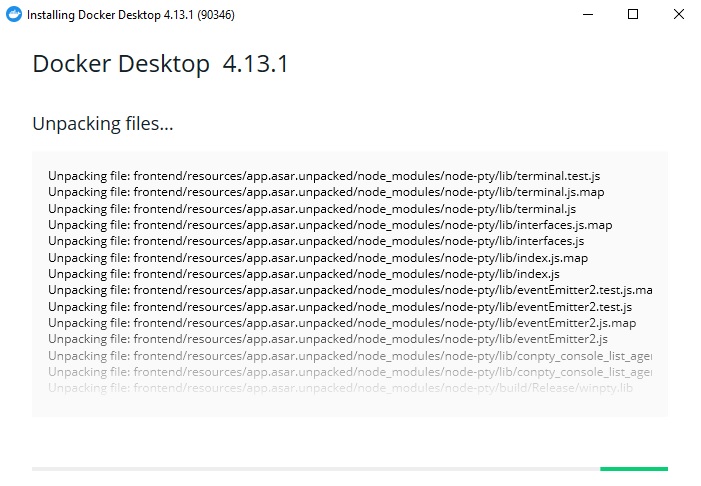 Installing Docker Desktop 4.13.1 (90346)
Docker Desktop 4.13.1
Unpacking files...
Unpacking file: frontend/resources/app.asar.unpacked/node_modules/node-pty/lib/terminal.test.js
Unpacking file: frontend/resources/app.asar.unpacked/node_modules/node-pty/lib/terminal.js.map
Unpacking file: frontend/resources/app.asar.unpacked/node_modules/node-pty/lib/terminal.js
Unpacking file: frontend/resources/app.asar.unpacked/node_modules/node-pty/lib/interfaces.js.map
Unpacking file: frontend/resources/app.asar.unpacked/node_modules/node-pty/lib/interfaces.js
Unpacking file: frontend/resources/app.asar.unpacked/node_modules/node-pty/lib/index.js.map
Unpacking file: frontend/resources/app.asar.unpacked/node_modules/node-pty/lib/index.js
Unpacking file: frontend/resources/app.asar.unpacked/node_modules/node-pty/lib/eventEmitter2.test.js.ma
Unpacking file: frontend/resources/app.asar.unpacked/node_modules/node-pty/lib/eventEmitter2.test.js
Unpacking file: frontend/resources/app.asar.unpacked/node_modules/node-pty/lib/eventEmitter2.js.map
Unpacking file: frontend/resources/app.asar.unpacked/node_modules/node-pty/lib/eventEmitter2.js
Unpacking file: frontend/resources/app.asar.unpacked/node_modules/node-pty/lib/conpty_console_list_agen
Unpacking file: frontend/resources/app.asar.unpacked/node_modules/node-pty/lib/conpty_console_list_agen
Unpacking file: frontend/resources/app.asar.unpacked/node_modules/node-pty/build/Release/winpty.lib